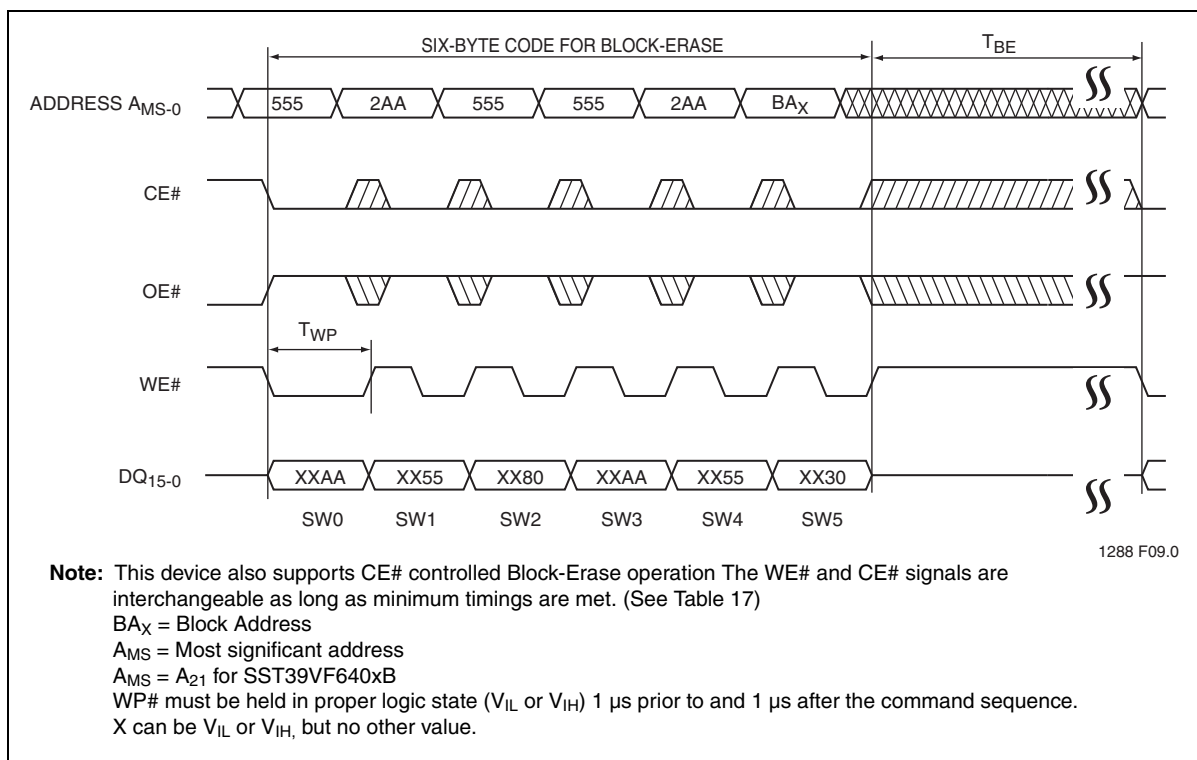 SIX-BYTE CODE FOR BLOCK-ERASE
TBE
ADDRESS AMS-0
555 2AA 555 555 2AA BAX
CE#
OE#
TWP
WE#
DQ15-0
XXAA XX55 XX80 XXAA XX55 XX30
SW0 SW1 SW2 SW3 SW4 SW5
1288 F09.0
Note: This device also supports CE# controlled Block-Erase operation The WE# and CE# signals are
interchangeable as long as minimum timings are met. (See Table 17)
BAX = Block Address
AMS = Most significant address
AMS = A21 for SST39VF640xB
WP# must be held in proper logic state (VIL or VIH) 1 µs prior to and 1 µs after the command sequence.
X can be VIL or VIH, but no other value.